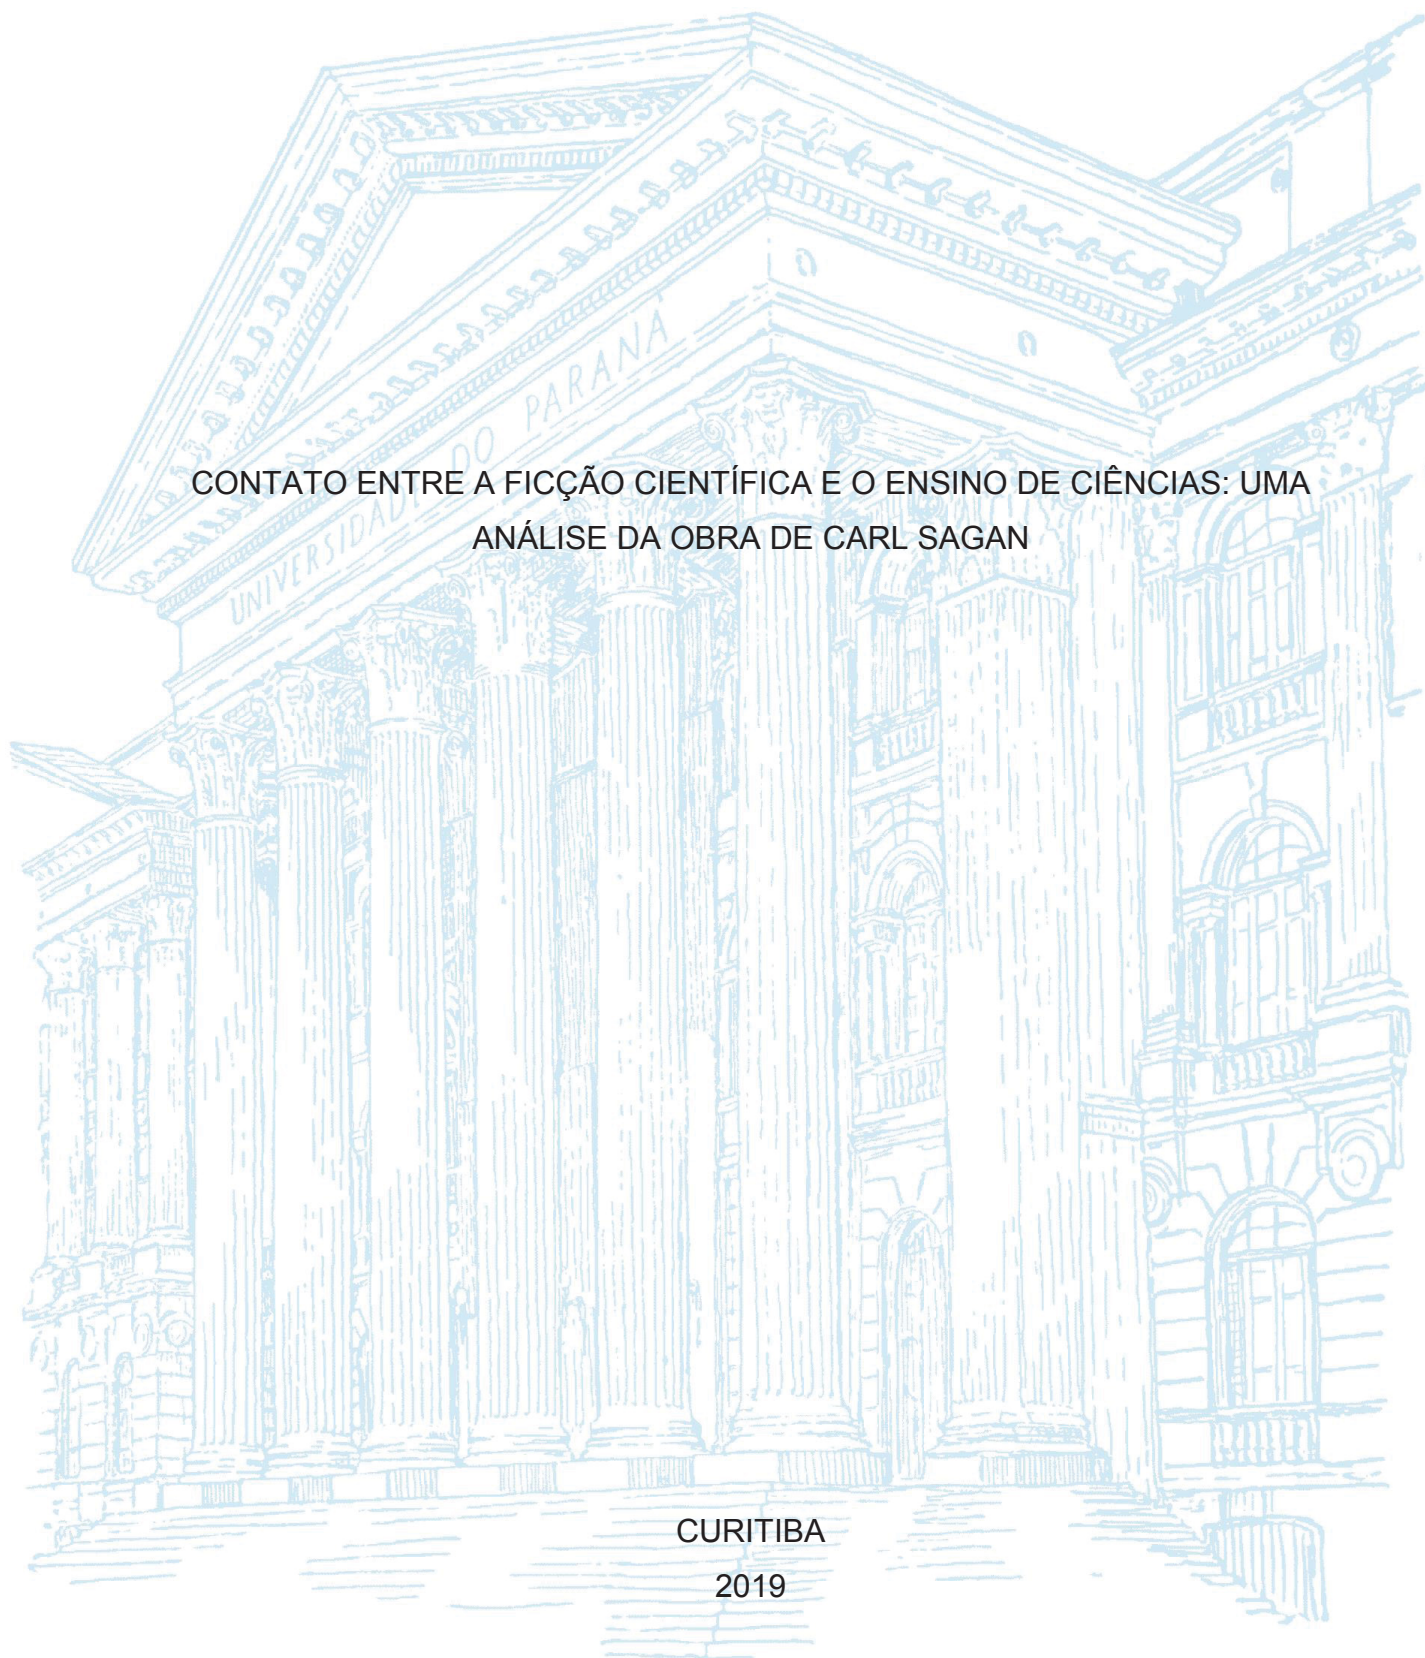 UNIVERSIDADE DO PARANÁ
CONTATO ENTRE A FICÇÃO CIENTÍFICA E O ENSINO DE CIÊNCIAS: UMA
ANÁLISE DA OBRA DE CARL SAGAN
CURITIBA
2019